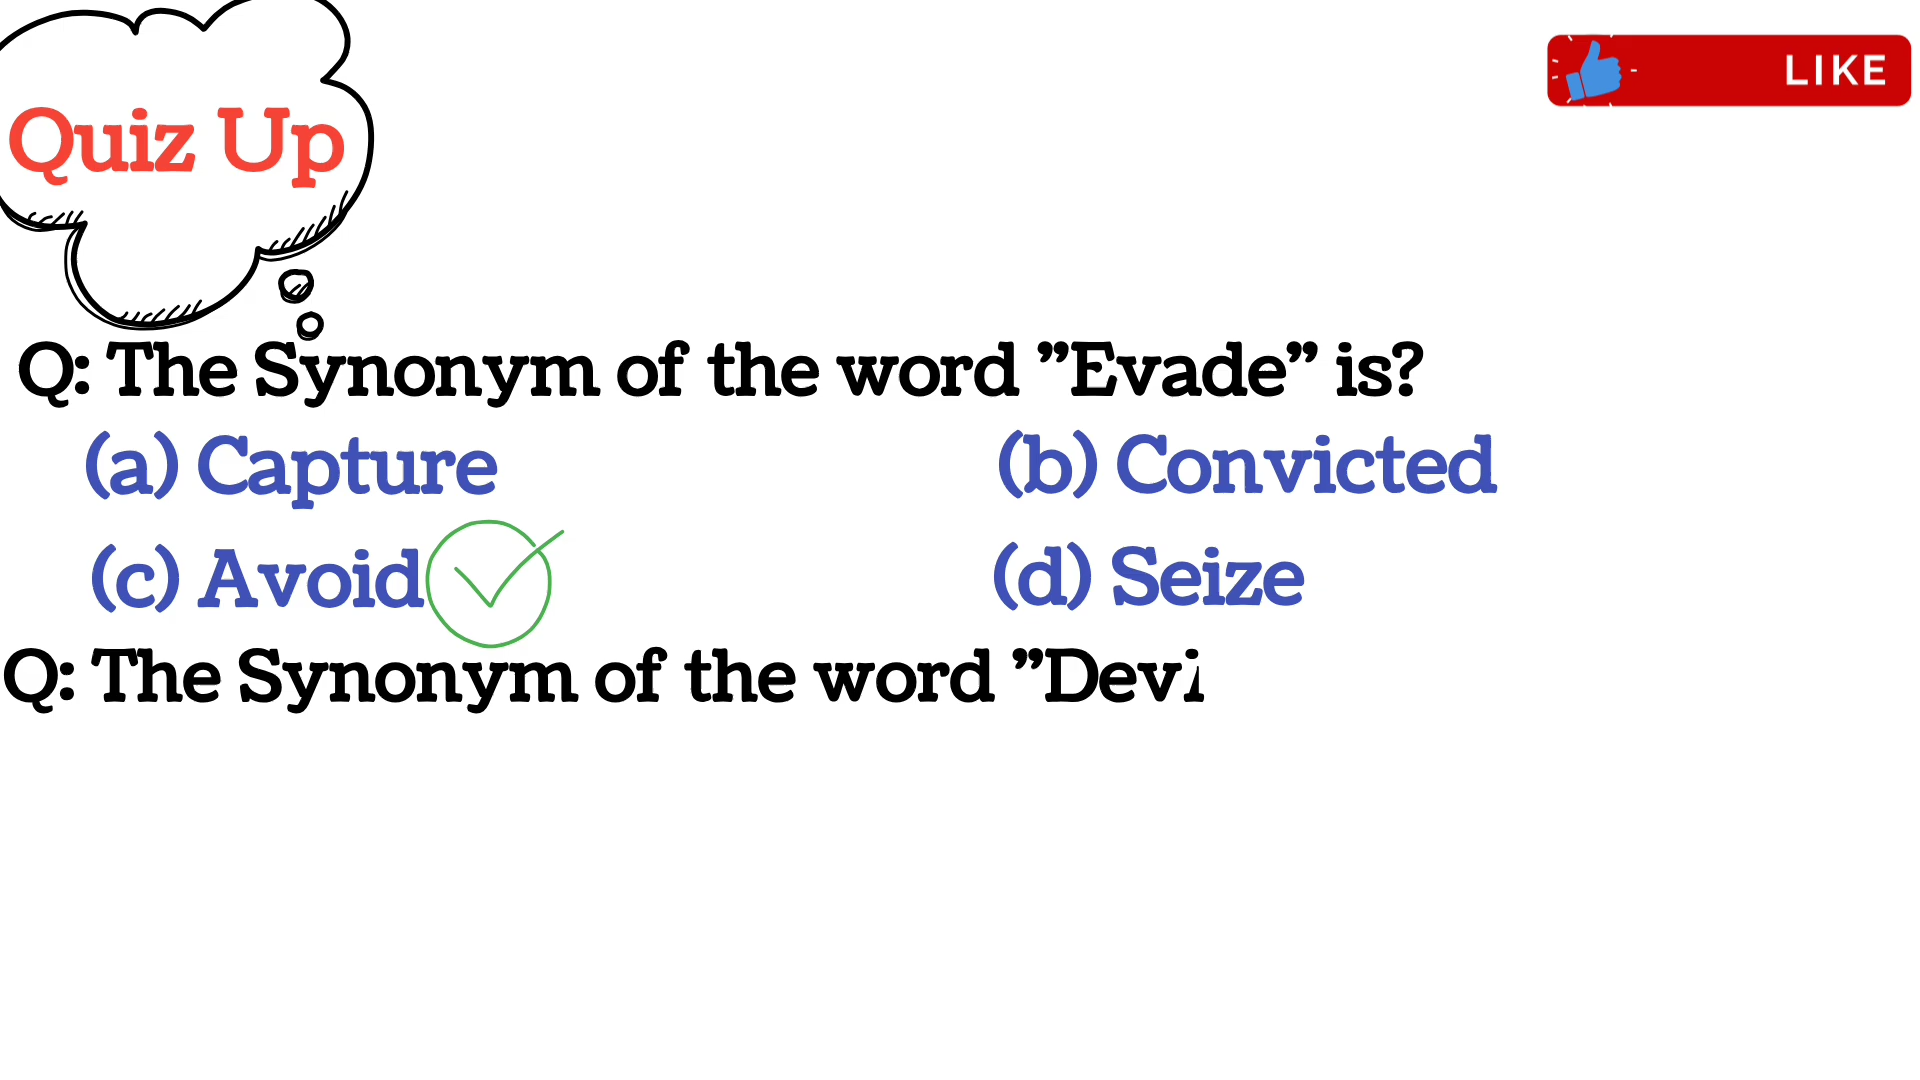 Quiz Up
LIKE
Q: The Synonym of the word ”Evade” is?
(a) Capture (b) Convicted
(c) Avoid (d) Seize
Q: The Synonym of the word ”Devi